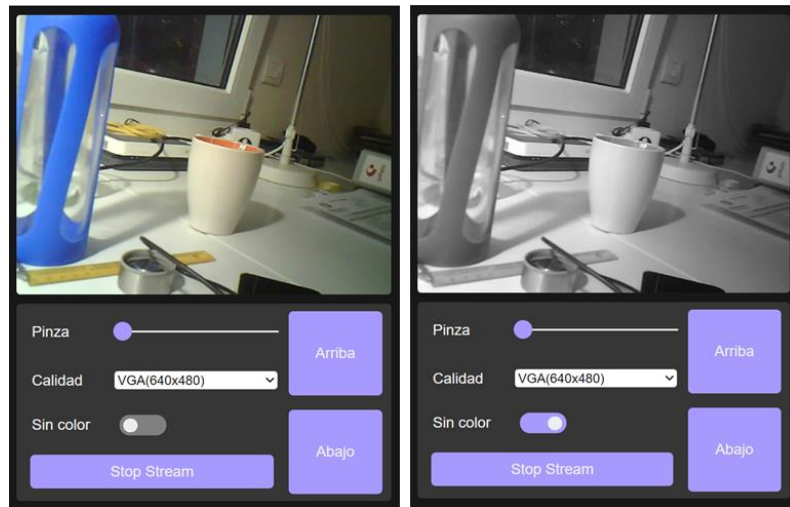 Pinza
Arriba
Calidad
VGA(640x480)
Sin color
Abajo
Stop Stream
Pinza
Arriba
Calidad
VGA(640x480)
Sin color
Abajo
Stop Stream